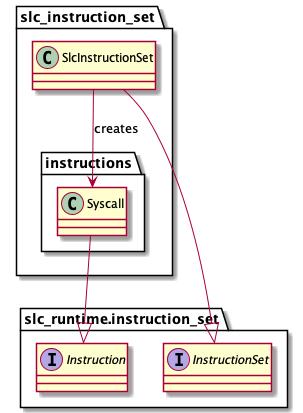 slc_instruction_set
C SlcInstructionSet
creates
instructions
C Syscall
slc_runtime.instruction_set
I Instruction
I InstructionSet